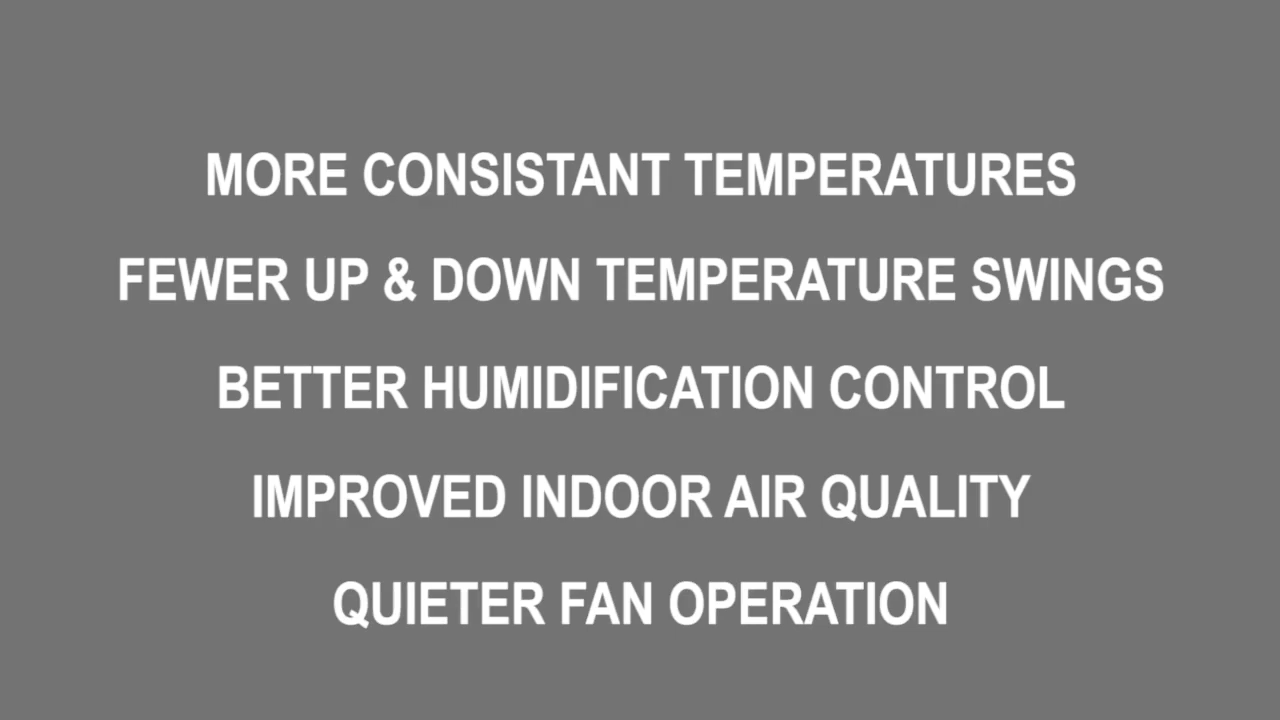 MORE CONSISTANT TEMPERATURES
FEWER UP & DOWN TEMPERATURE SWINGS
BETTER HUMIDIFICATION CONTROL
IMPROVED INDOOR AIR QUALITY
QUIETER FAN OPERATION